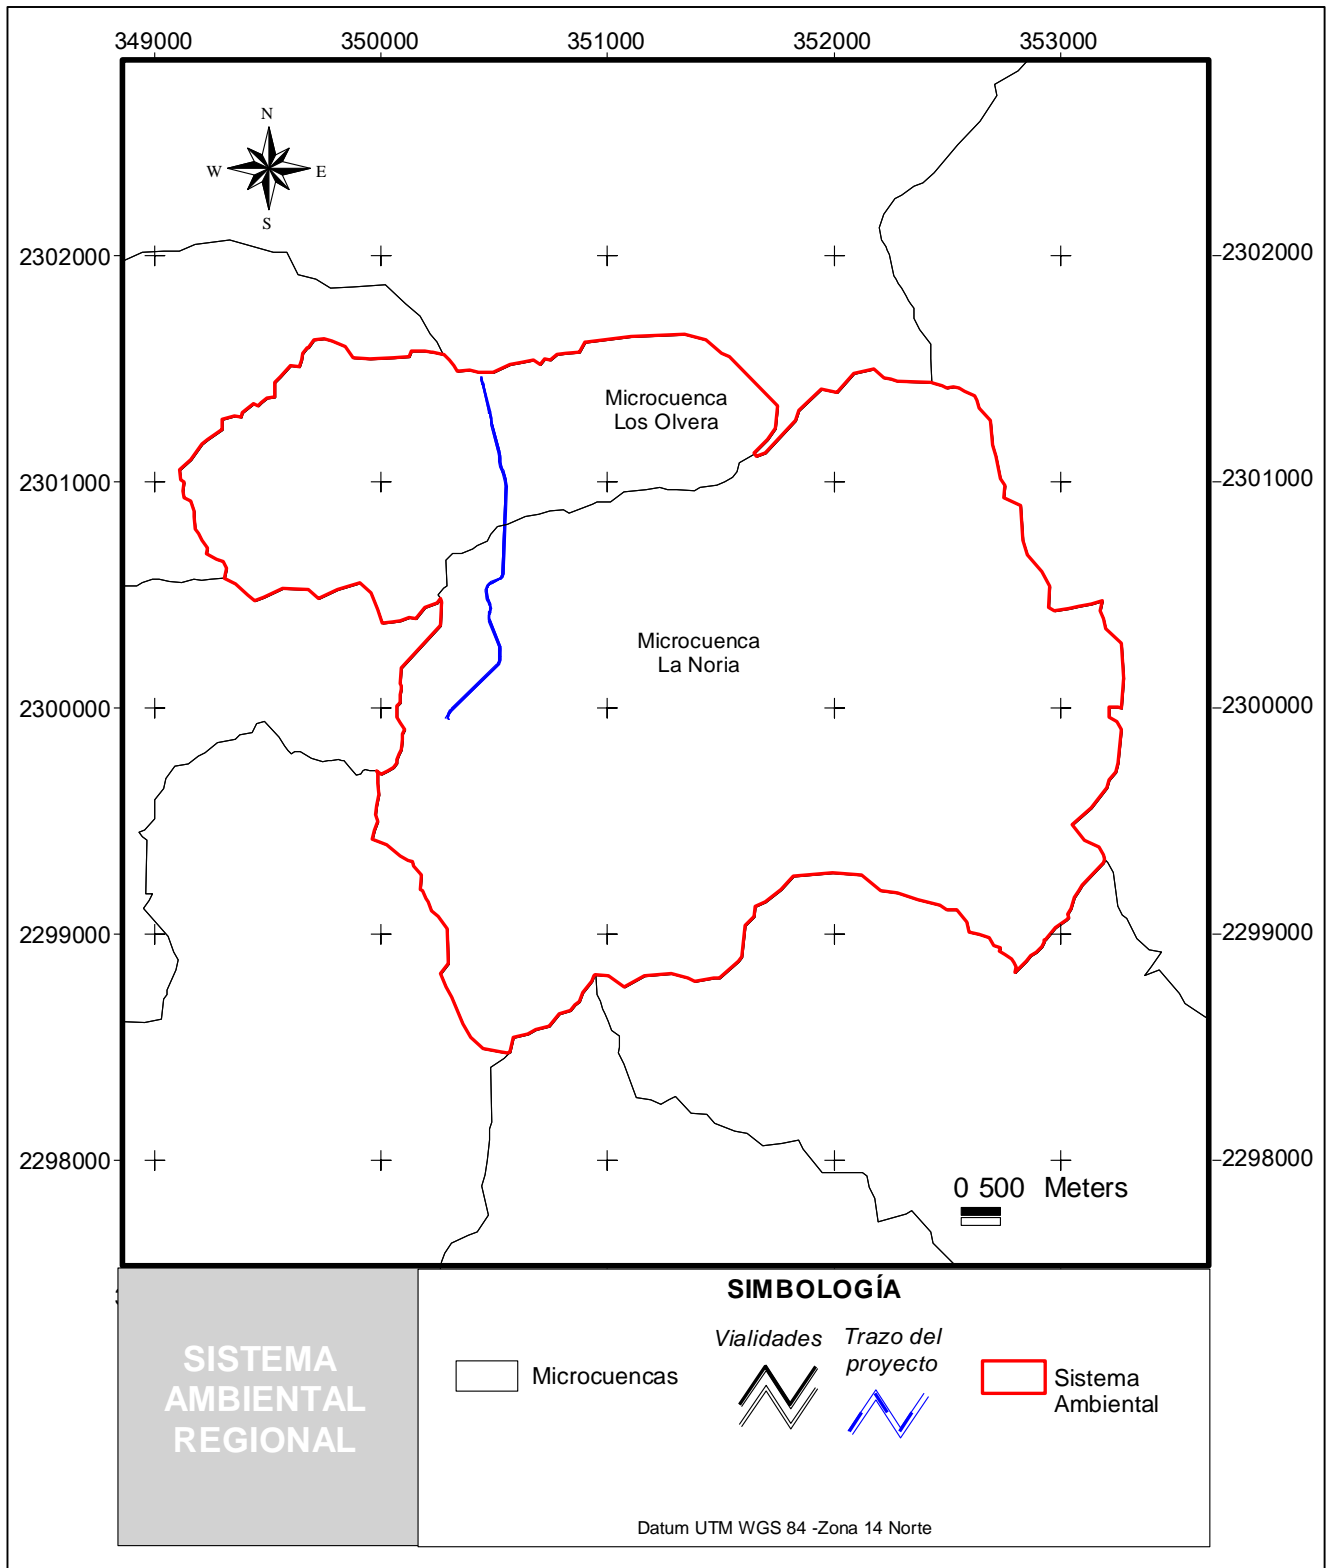 349000 350000 351000 352000 353000
N
W E
S
2302000 2302000
Microcuenca
Los Olvera
2301000 2301000
Microcuenca
La Noria
2300000 2300000
2299000 2299000
2298000 2298000
0 500 Meters
SISTEMA
AMBIENTAL
REGIONAL
SIMBOLOGÍA
Microcuencas
Vialidades
Trazo del
proyecto
Sistema
Ambiental
Datum UTM WGS 84 -Zona 14 Norte